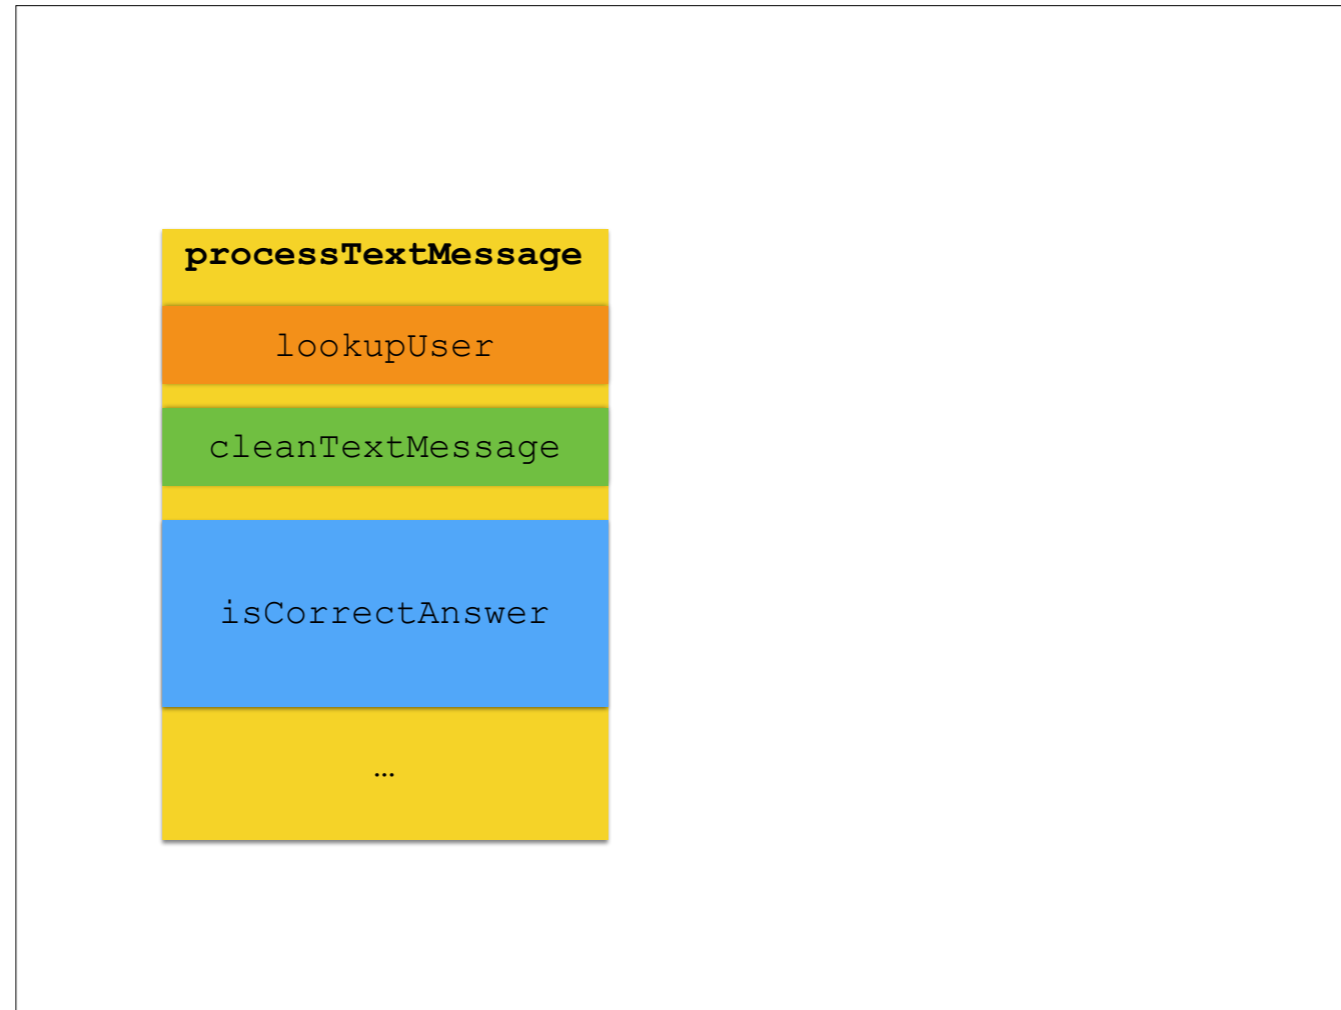 processTextMessage
lookupUser
cleanTextMessage
isCorrectAnswer
…